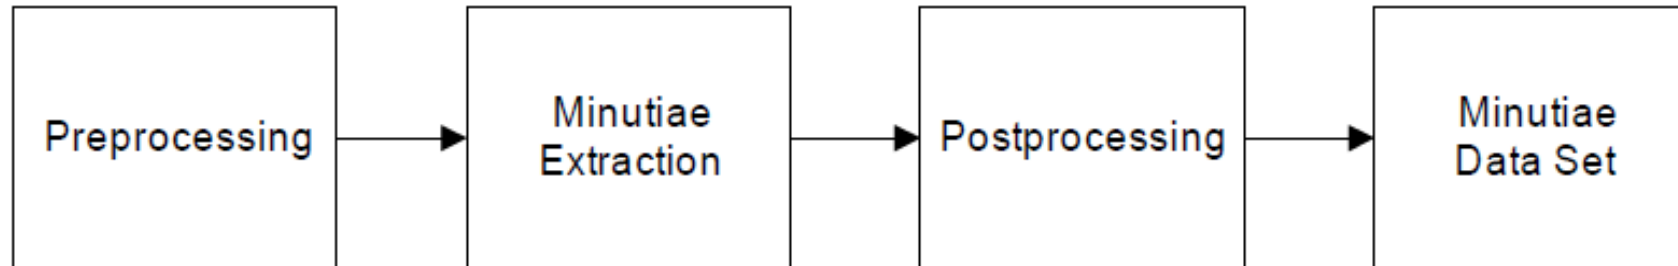 Preprocessing
Minutiae
Extraction
Postprocessing
Minutiae
Data Set